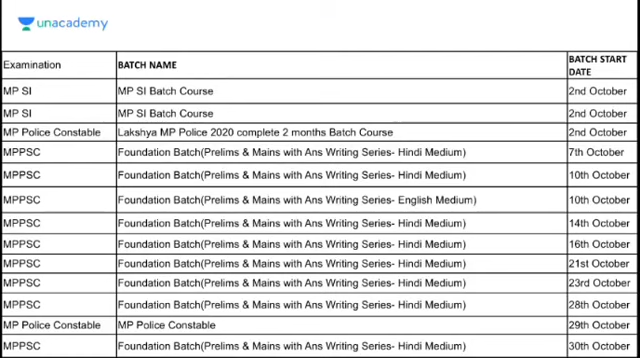 unacademy
Examination BATCH NAME BATCH START DATE
MP SI MP SI Batch Course 2nd October
MP SI MP SI Batch Course 2nd October
MP Police Constable Lakshya MP Police 2020 complete 2 months Batch Course 2nd October
MPPSC Foundation Batch(Prelims & Mains with Ans Writing Series- Hindi Medium) 7th October
MPPSC Foundation Batch(Prelims & Mains with Ans Writing Series- Hindi Medium) 10th October
MPPSC Foundation Batch(Prelims & Mains with Ans Writing Series- English Medium) 10th October
MPPSC Foundation Batch(Prelims & Mains with Ans Writing Series- Hindi Medium) 14th October
MPPSC Foundation Batch(Prelims & Mains with Ans Writing Series- Hindi Medium) 16th October
MPPSC Foundation Batch(Prelims & Mains with Ans Writing Series- Hindi Medium) 21st October
MPPSC Foundation Batch(Prelims & Mains with Ans Writing Series- Hindi Medium) 23rd October
MPPSC Foundation Batch(Prelims & Mains with Ans Writing Series- Hindi Medium) 28th October
MP Police Constable MP Police Constable 29th October
MPPSC Foundation Batch(Prelims & Mains with Ans Writing Series- Hindi Medium) 30th October